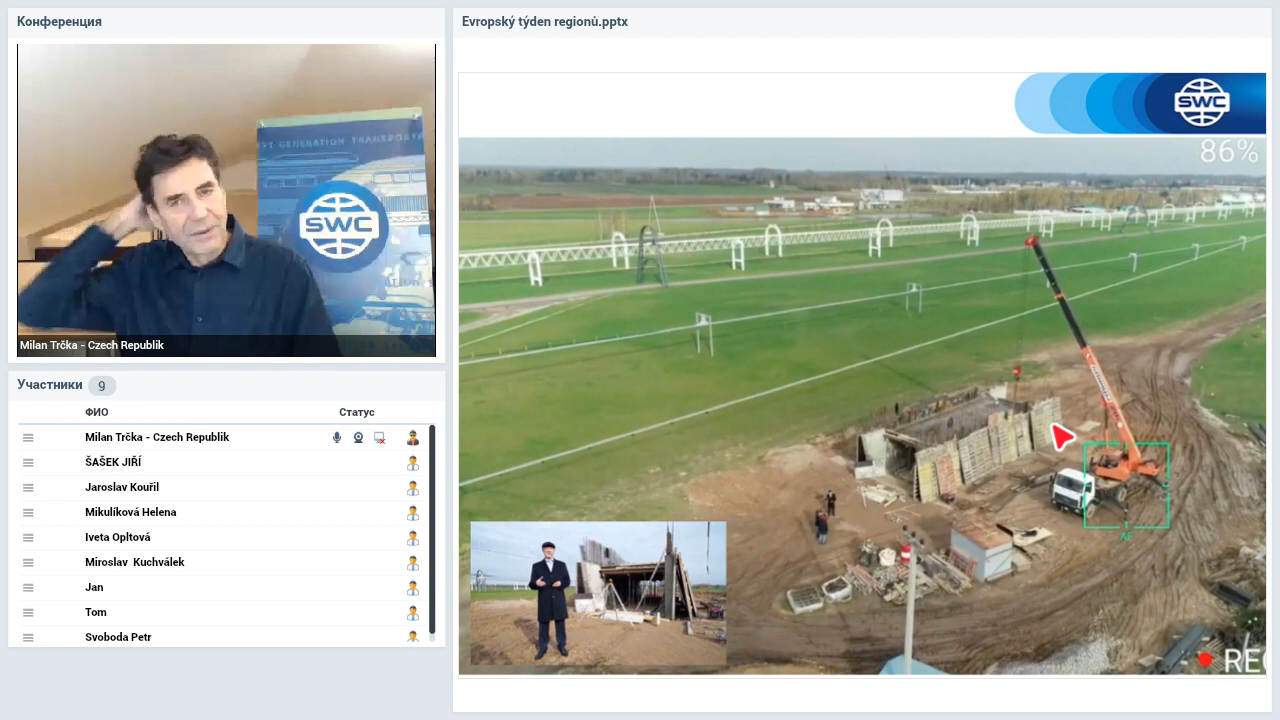 Конференция
SWC
Milan Trčka - Czech Republik
Участники 9
ФИО Статус
Milan Trčka - Czech Republik
ŠAŠEK JIŘÍ
Jaroslav Kouřil
Mikulíková Helena
Iveta Opltová
Miroslav Kuchválek
Jan
Tom
Svoboda Petr
Evropský týden regionů.pptx
SWC
86%
AF
REC